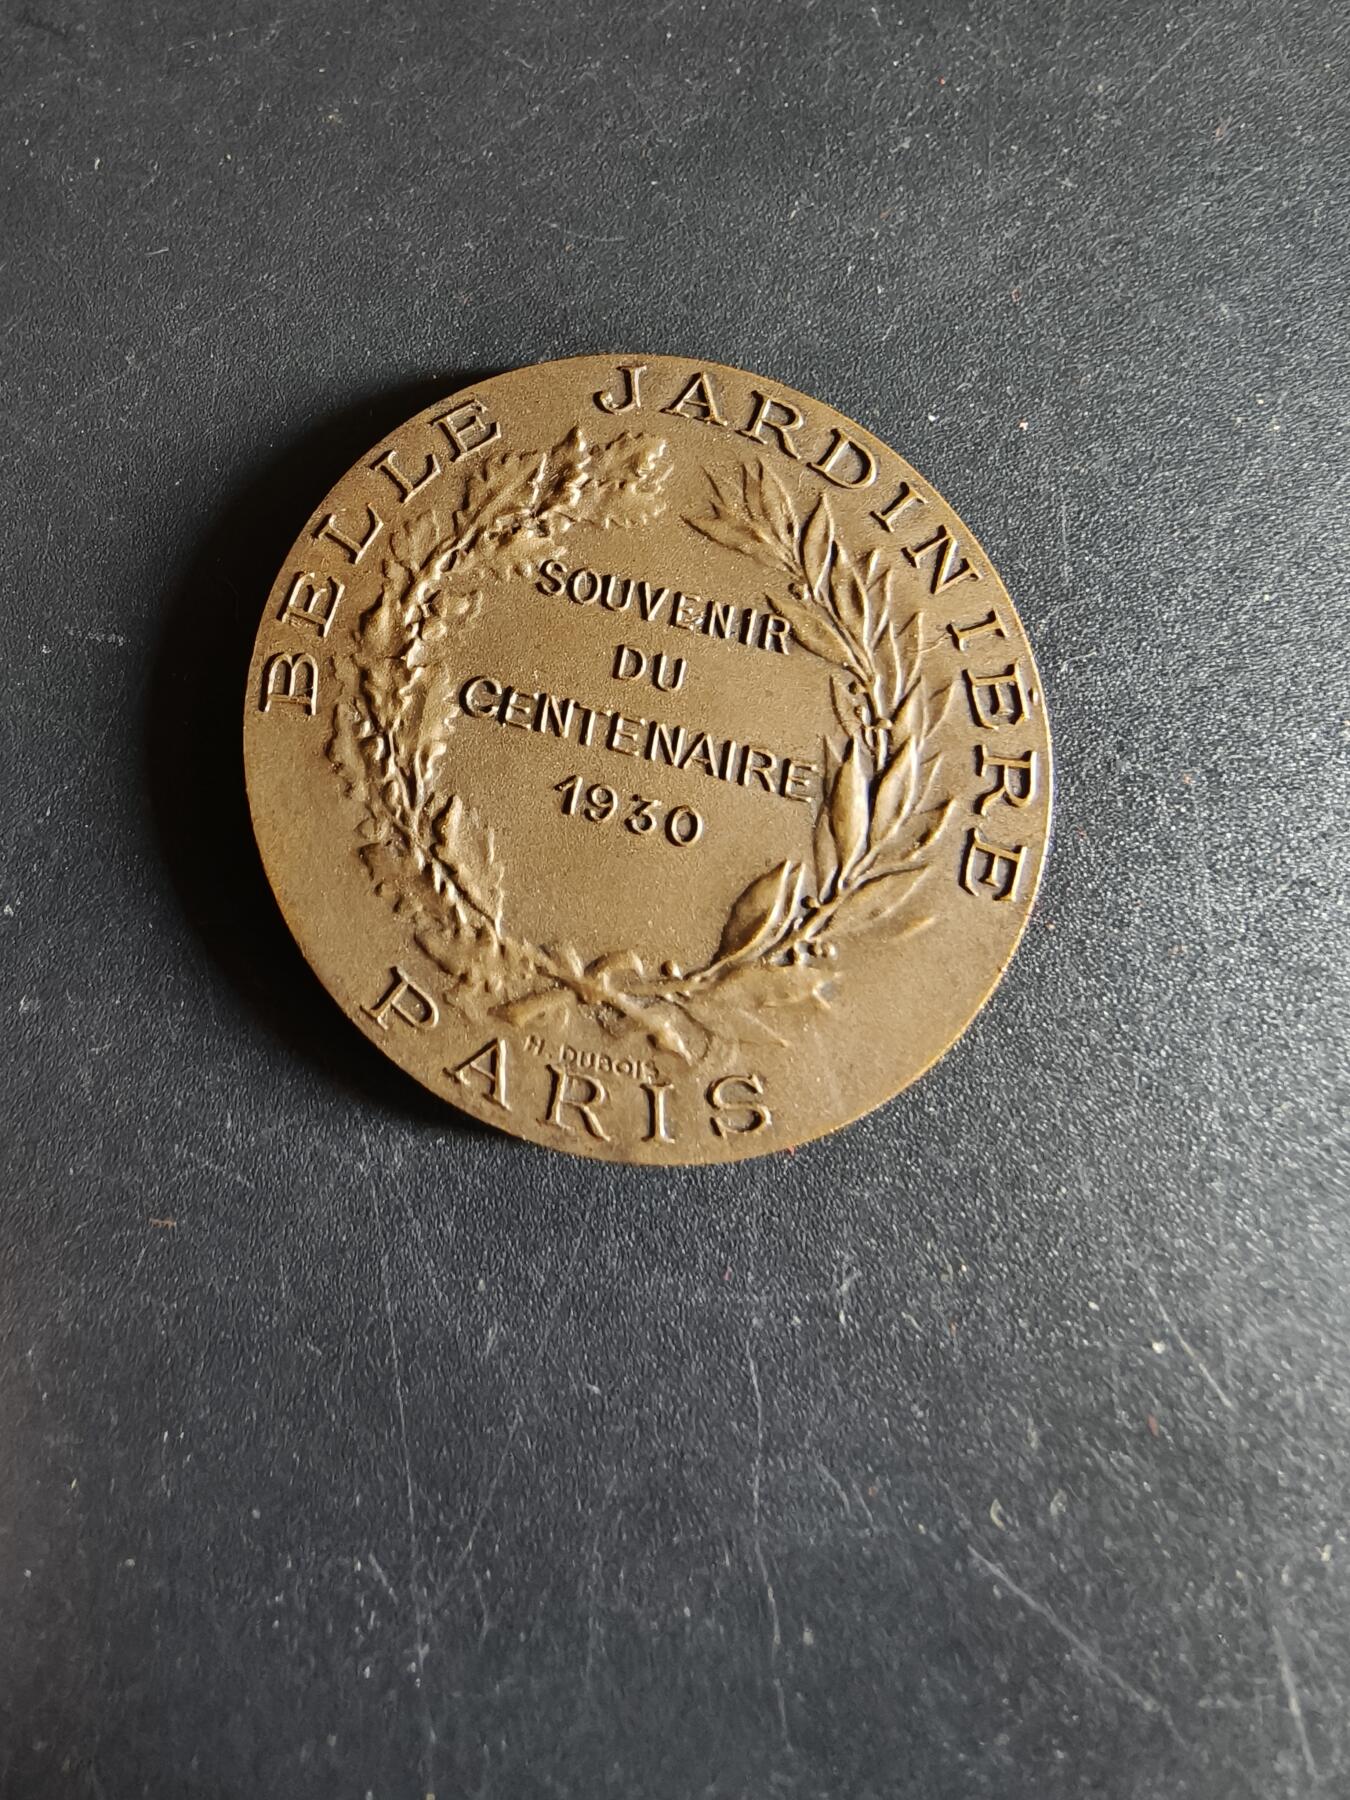 BELLE JARDINIÈRE
SOUVENIR
DU
CENTENAIRE
1930
H. DUBOIS
PARIS